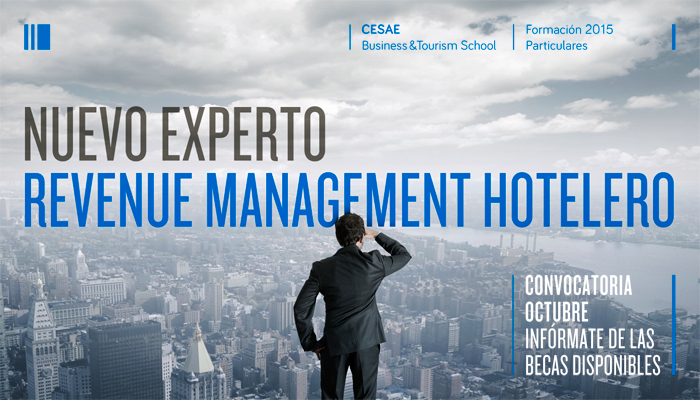 CESAE
Business&Tourism School
Formación 2015
Particulares
NUEVO EXPERTO
REVENUE MANAGEMENT HOTELERO
CONVOCATORIA
OCTUBRE
INFÓRMATE DE LAS
BECAS DISPONIBLES